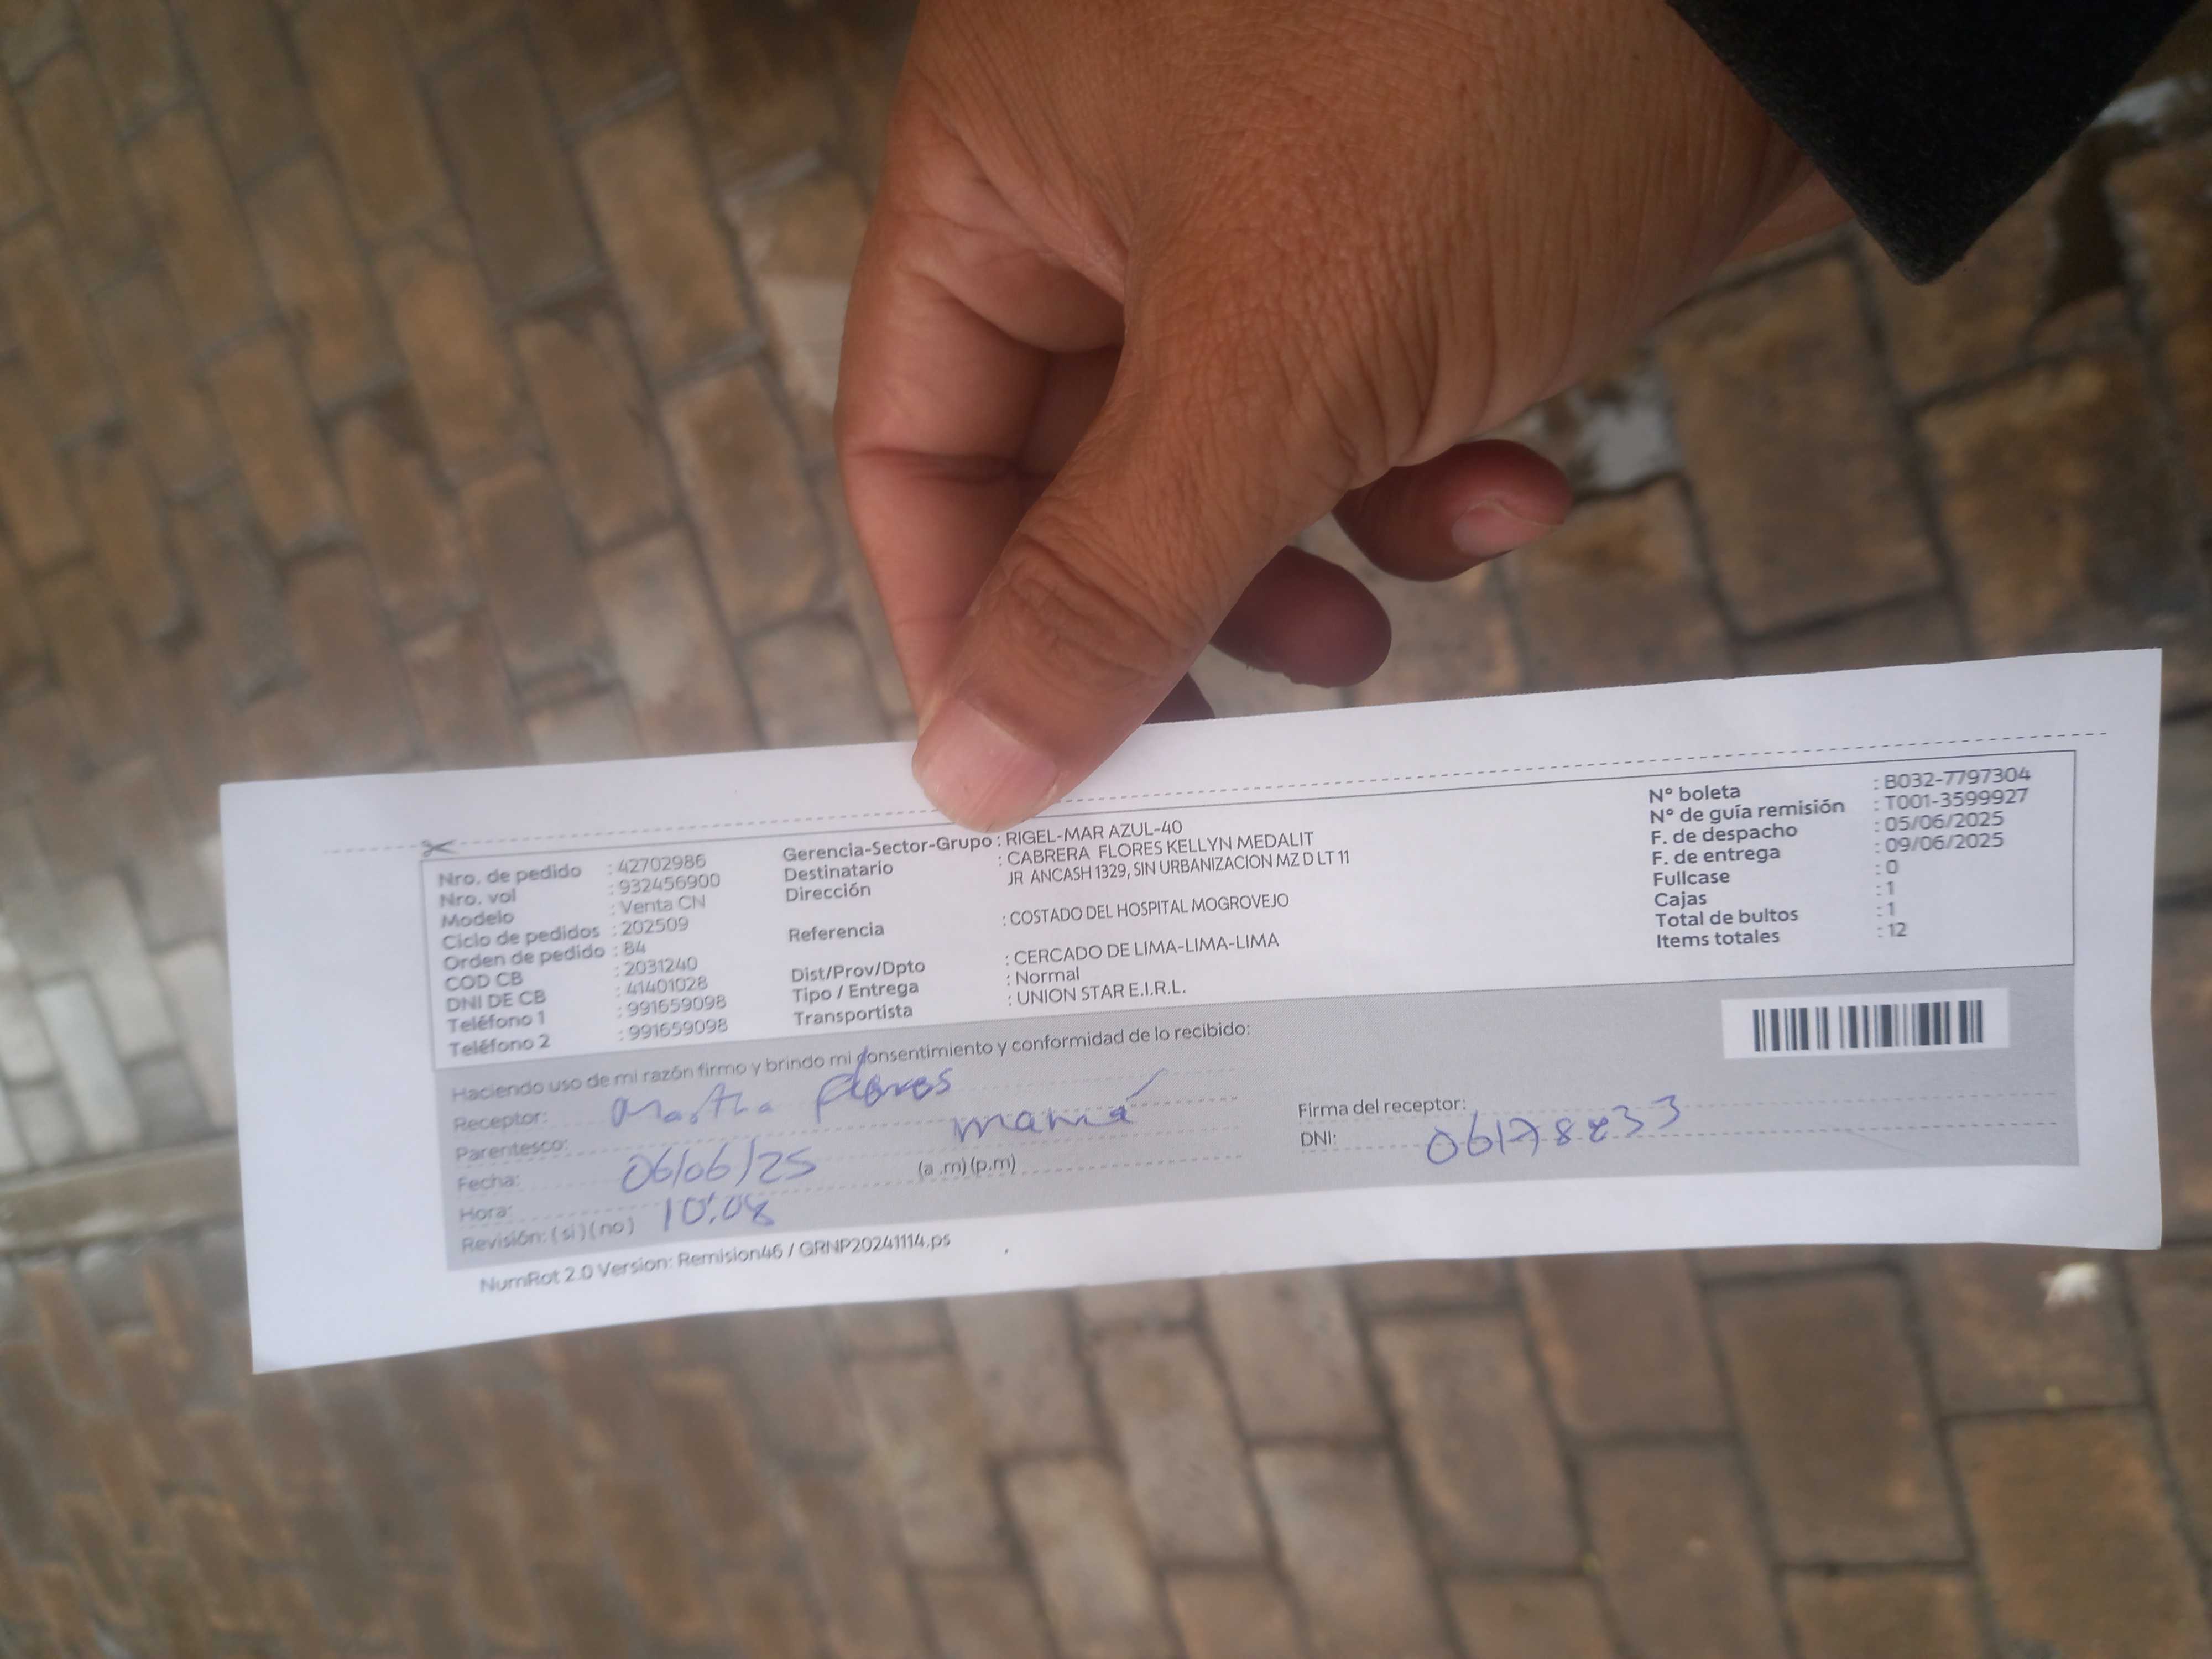 Nro. de pedido : 42702986
Nro. vol : 932456900
Modelo : Venta CN
Ciclo de pedidos : 202509
Orden de pedido : 84
COD CB : 2031240
DNI DE CB : 41401028
Teléfono 1 : 991659098
Teléfono 2 : 991659098
Gerencia-Sector-Grupo : RIGEL-MAR AZUL-40
Destinatario : CABRERA FLORES KELLYN MEDALIT
Dirección JR ANCASH 1329, SIN URBANIZACION MZ D LT 11
Referencia : COSTADO DEL HOSPITAL MOGROVEJO
Dist/Prov/Dpto : CERCADO DE LIMA-LIMA-LIMA
Tipo / Entrega : Normal
Transportista : UNION STAR E.I.R.L.
N° boleta : B032-7797304
N° de guía remisión : T001-3599927
F. de despacho : 05/06/2025
F. de entrega : 09/06/2025
Fullcase : 0
Cajas : 1
Total de bultos : 1
Items totales : 12
Haciendo uso de mi razón firmo y brindo mi consentimiento y conformidad de lo recibido:
Receptor: Martha Flores
Parentesco: mamá
Fecha: 06/06/25 (a.m)(p.m)
Hora: 10:08
Revisión: (si)(no)
Firma del receptor:
DNI:
NumRot 2.0 Version: Remision46 / GRNP20241114.ps